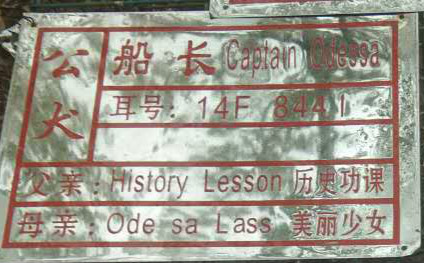 公犬
船长 Captain Odessa
耳号: 14F 8441
父亲: History Lesson 历史功课
母亲: Ode sa Lass 美丽少女